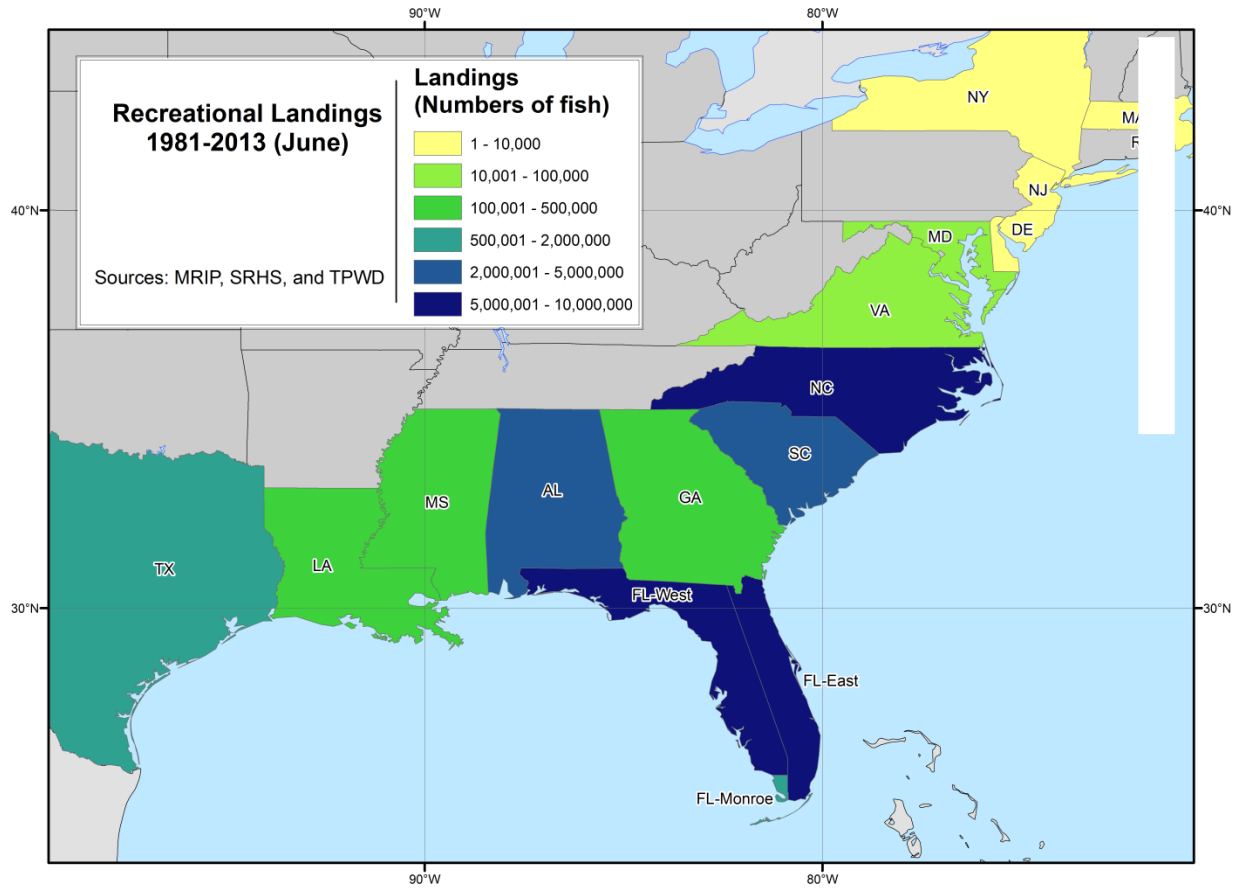 90°W
80°W
Recreational Landings
1981-2013 (June)
Sources: MRIP, SRHS, and TPWD
Landings
(Numbers of fish)
1 - 10,000
10,001 - 100,000
100,001 - 500,000
500,001 - 2,000,000
2,000,001 - 5,000,000
5,000,001 - 10,000,000
NY
MA
R
NJ
40°N
40°N
DE
MD
VA
NC
SC
MS
AL
GA
TX
LA
FL-West
30°N
30°N
FL-East
FL-Monroe
90°W
80°W